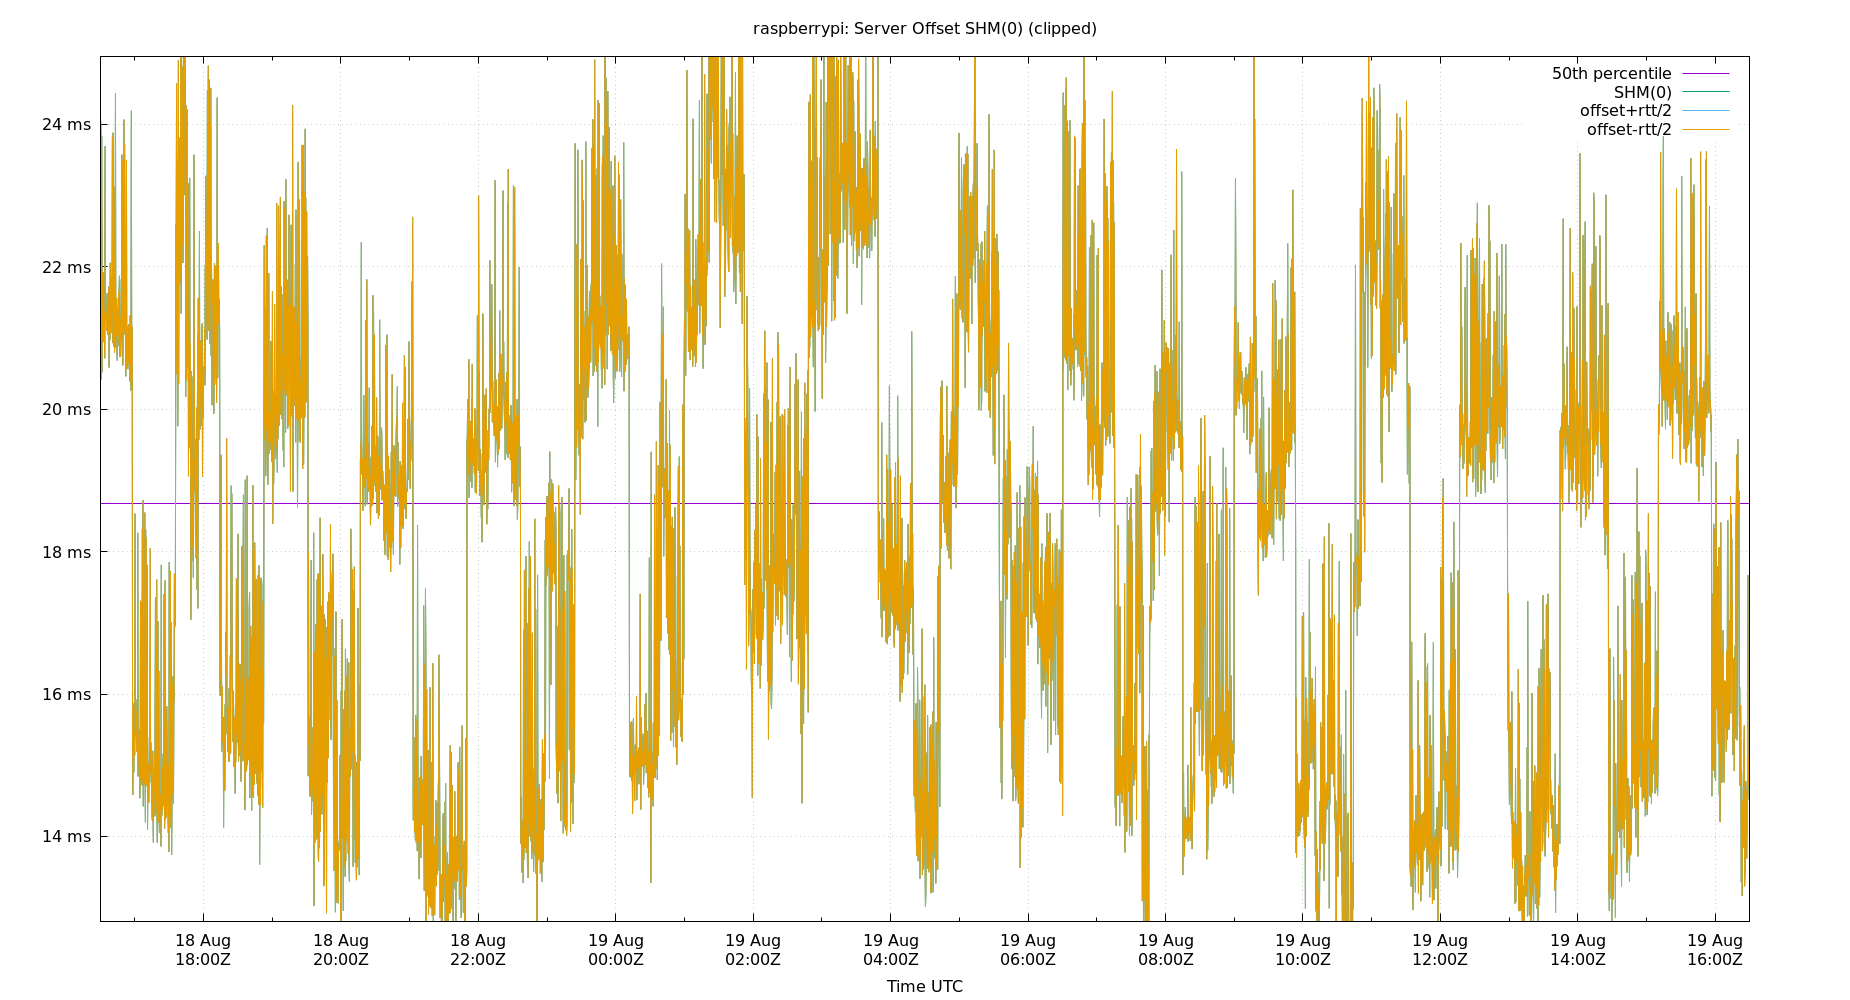 raspberrypi: Server Offset SHM(0) (clipped)
50th percentile
SHM(0)
offset+rtt/2
offset-rtt/2
24 ms
22 ms
20 ms
18 ms
16 ms
14 ms
18 Aug 18 Aug 18 Aug 19 Aug 19 Aug 19 Aug 19 Aug 19 Aug 19 Aug 19 Aug 19 Aug 19 Aug
18:00Z 20:00Z 22:00Z 00:00Z 02:00Z 04:00Z 06:00Z 08:00Z 10:00Z 12:00Z 14:00Z 16:00Z
Time UTC